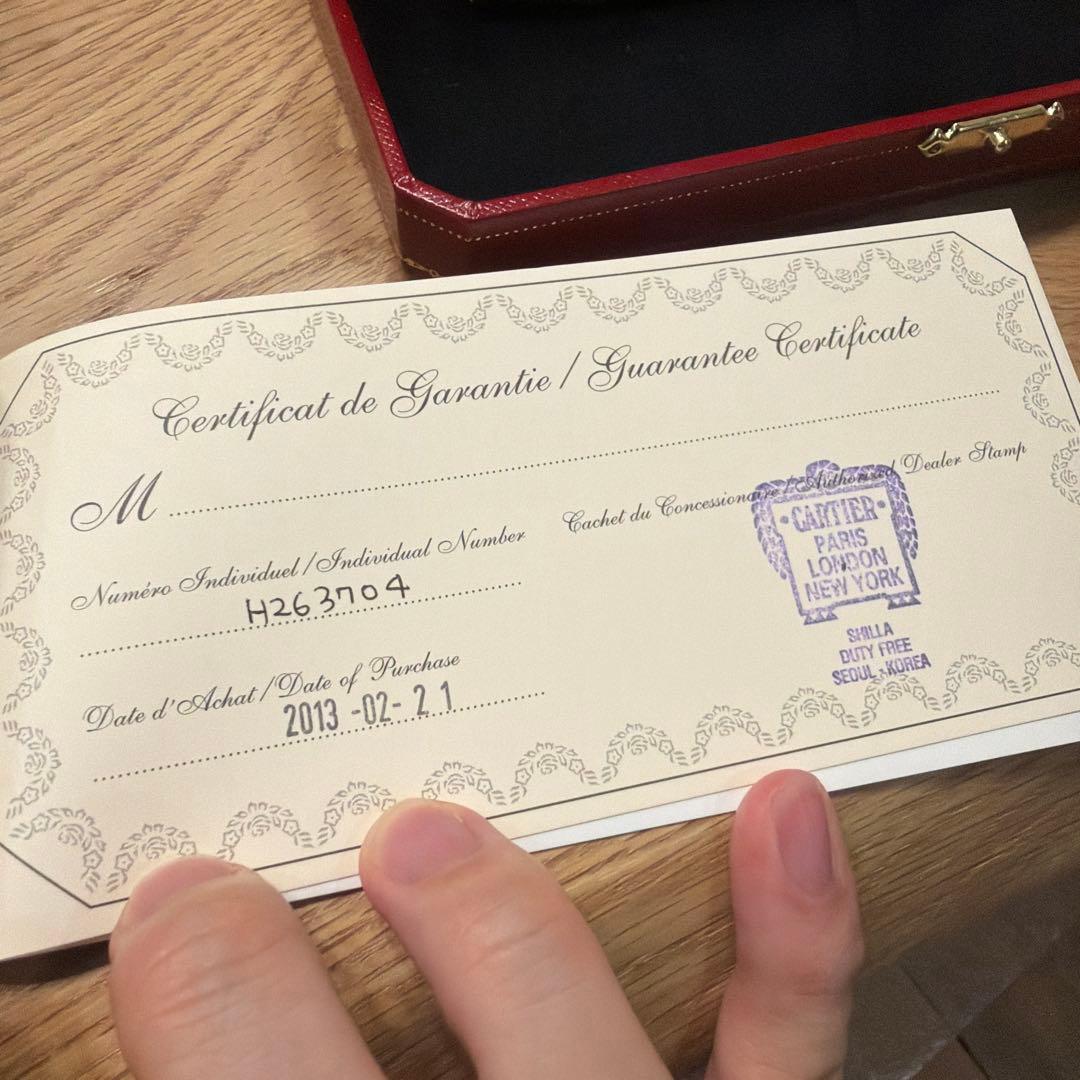 Certificat de Garantie / Guarantee Certificate
M
Numéro Individuel / Individual Number
H263704
Date d'Achat / Date of Purchase
2013 -02- 21
Cachet du Concessionnaire / Authorized Dealer Stamp
·CARTIER·
PARIS
LONDON
NEW YORK
SHILLA
DUTY FREE
SEOUL·KOREA